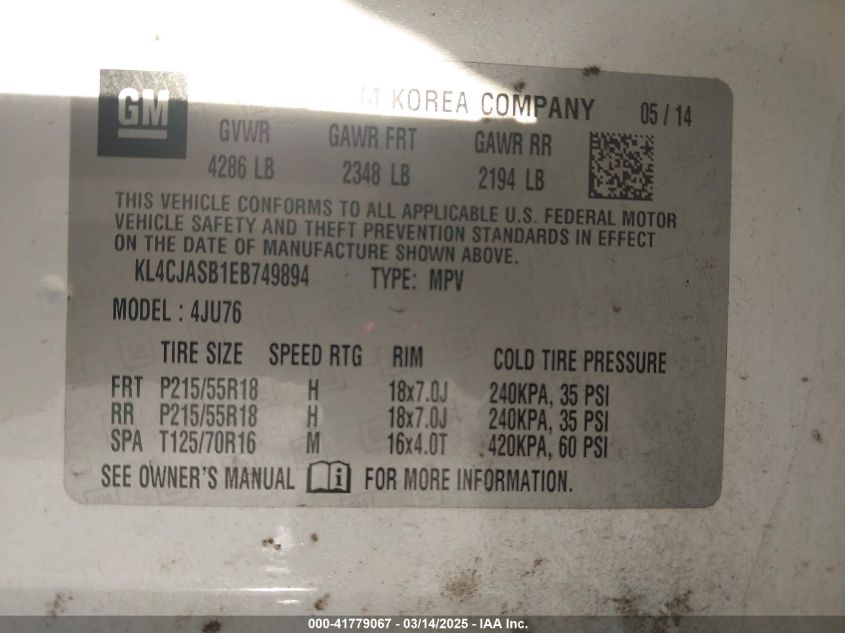 GM
M KOREA COMPANY 05 / 14
GVWR GAWR FRT GAWR RR
4286 LB 2348 LB 2194 LB
THIS VEHICLE CONFORMS TO ALL APPLICABLE U.S. FEDERAL MOTOR
VEHICLE SAFETY AND THEFT PREVENTION STANDARDS IN EFFECT
ON THE DATE OF MANUFACTURE SHOWN ABOVE.
KL4CJASB1EB749894 TYPE: MPV
MODEL : 4JU76
TIRE SIZE SPEED RTG RIM COLD TIRE PRESSURE
FRT P215/55R18 H 18x7.0J 240KPA, 35 PSI
RR P215/55R18 H 18x7.0J 240KPA, 35 PSI
SPA T125/70R16 M 16x4.0T 420KPA, 60 PSI
SEE OWNER'S MANUAL i FOR MORE INFORMATION.
000-41779067 - 03/14/2025 - IAA Inc.